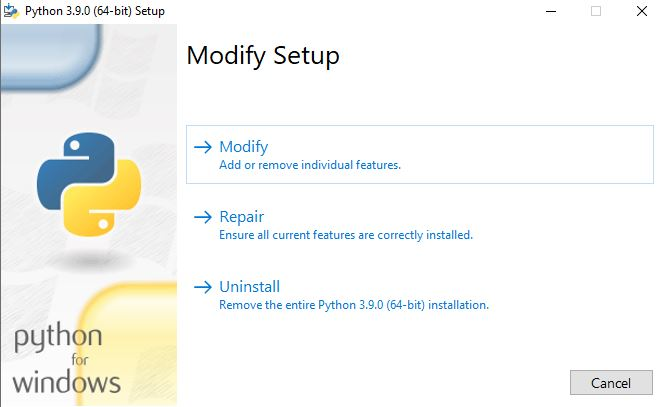 Python 3.9.0 (64-bit) Setup
Modify Setup
Modify
Add or remove individual features.
Repair
Ensure all current features are correctly installed.
Uninstall
Remove the entire Python 3.9.0 (64-bit) installation.
python
for
windows
Cancel